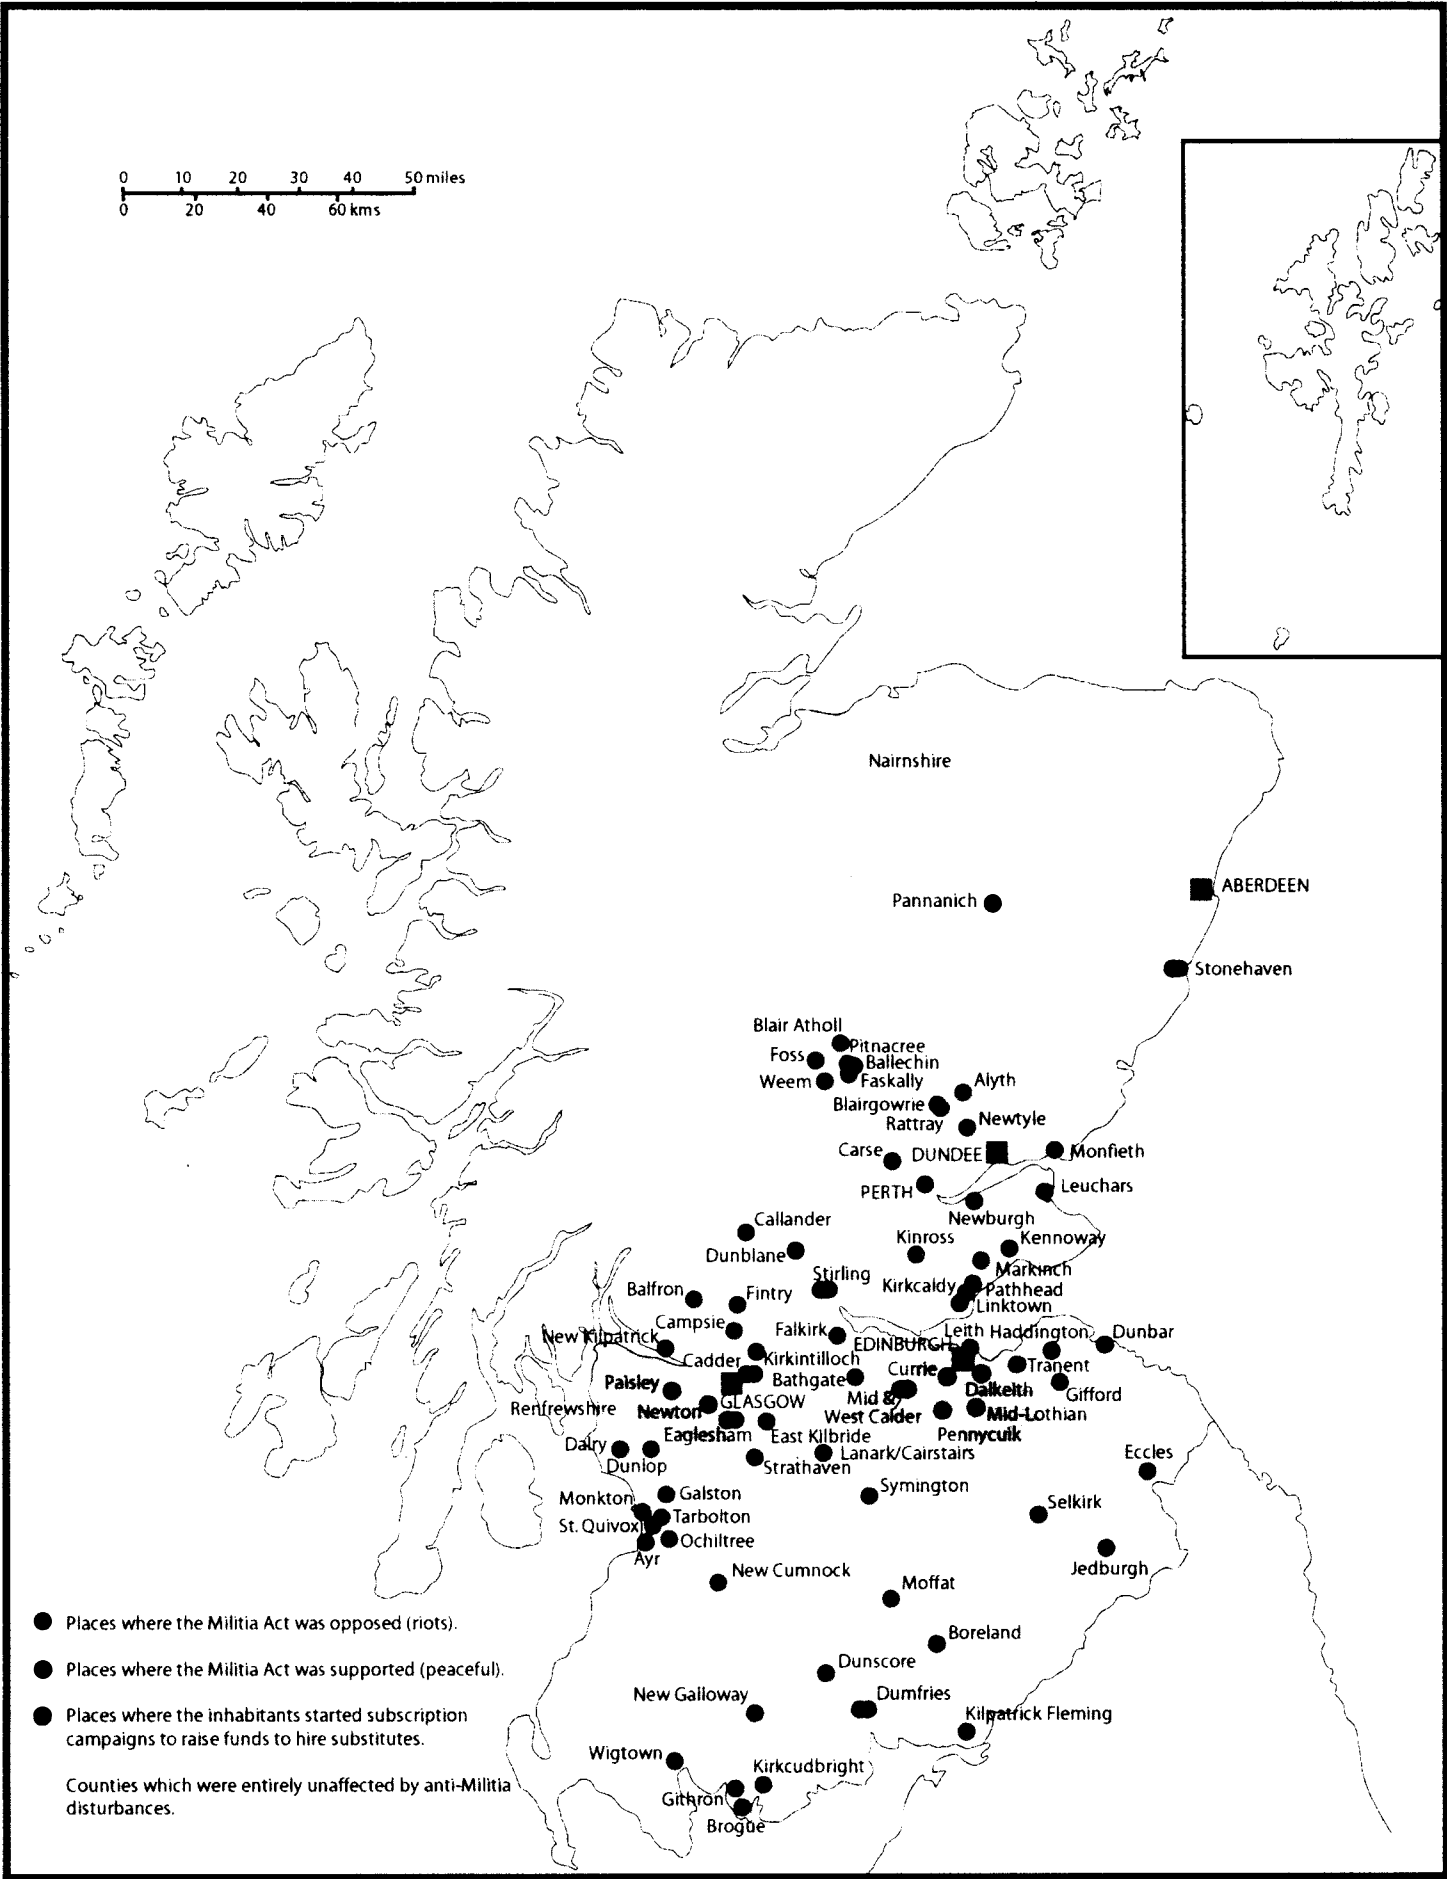 0 10 20 30 40 50 miles
0 20 40 60 kms
Nairnshire
ABERDEEN
Pannanich
Stonehaven
Blair Atholl
Pitnacree
Foss
Ballechin
Weem
Faskally
Alyth
Blairgowrie
Rattray
Newtyle
Carse
DUNDEE
Monfieth
PERTH
Leuchars
Newburgh
Callander
Kinross
Kennoway
Dunblane
Markinch
Stirling
Kirkcaldy
Pathhead
Balfron
Fintry
Linktown
Campsie
Falkirk
Leith
Haddington
Dunbar
New Kilpatrick
EDINBURGH
Cadder
Kirkintilloch
Currie
Tranent
Paisley
Bathgate
Dalkeith
Gifford
Renfrewshire
Newton
GLASGOW
Mid &
West Calder
Mid-Lothian
Eaglesham
East Kilbride
Pennycuik
Dalry
Dunlop
Strathaven
Lanark/Cairstairs
Eccles
Monkton
Galston
Symington
Selkirk
St. Quivox
Tarbolton
Ochiltree
Ayr
Jedburgh
New Cumnock
Moffat
Boreland
Dunscore
New Galloway
Dumfries
Kilpatrick Fleming
Wigtown
Kirkcudbright
Githron
Brogue
Places where the Militia Act was opposed (riots).
Places where the Militia Act was supported (peaceful).
Places where the inhabitants started subscription
campaigns to raise funds to hire substitutes.
Counties which were entirely unaffected by anti-Militia
disturbances.